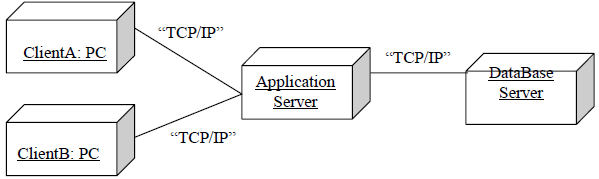 “TCP/IP”
ClientA: PC
“TCP/IP”
Application
Server
DataBase
Server
ClientB: PC
“TCP/IP”